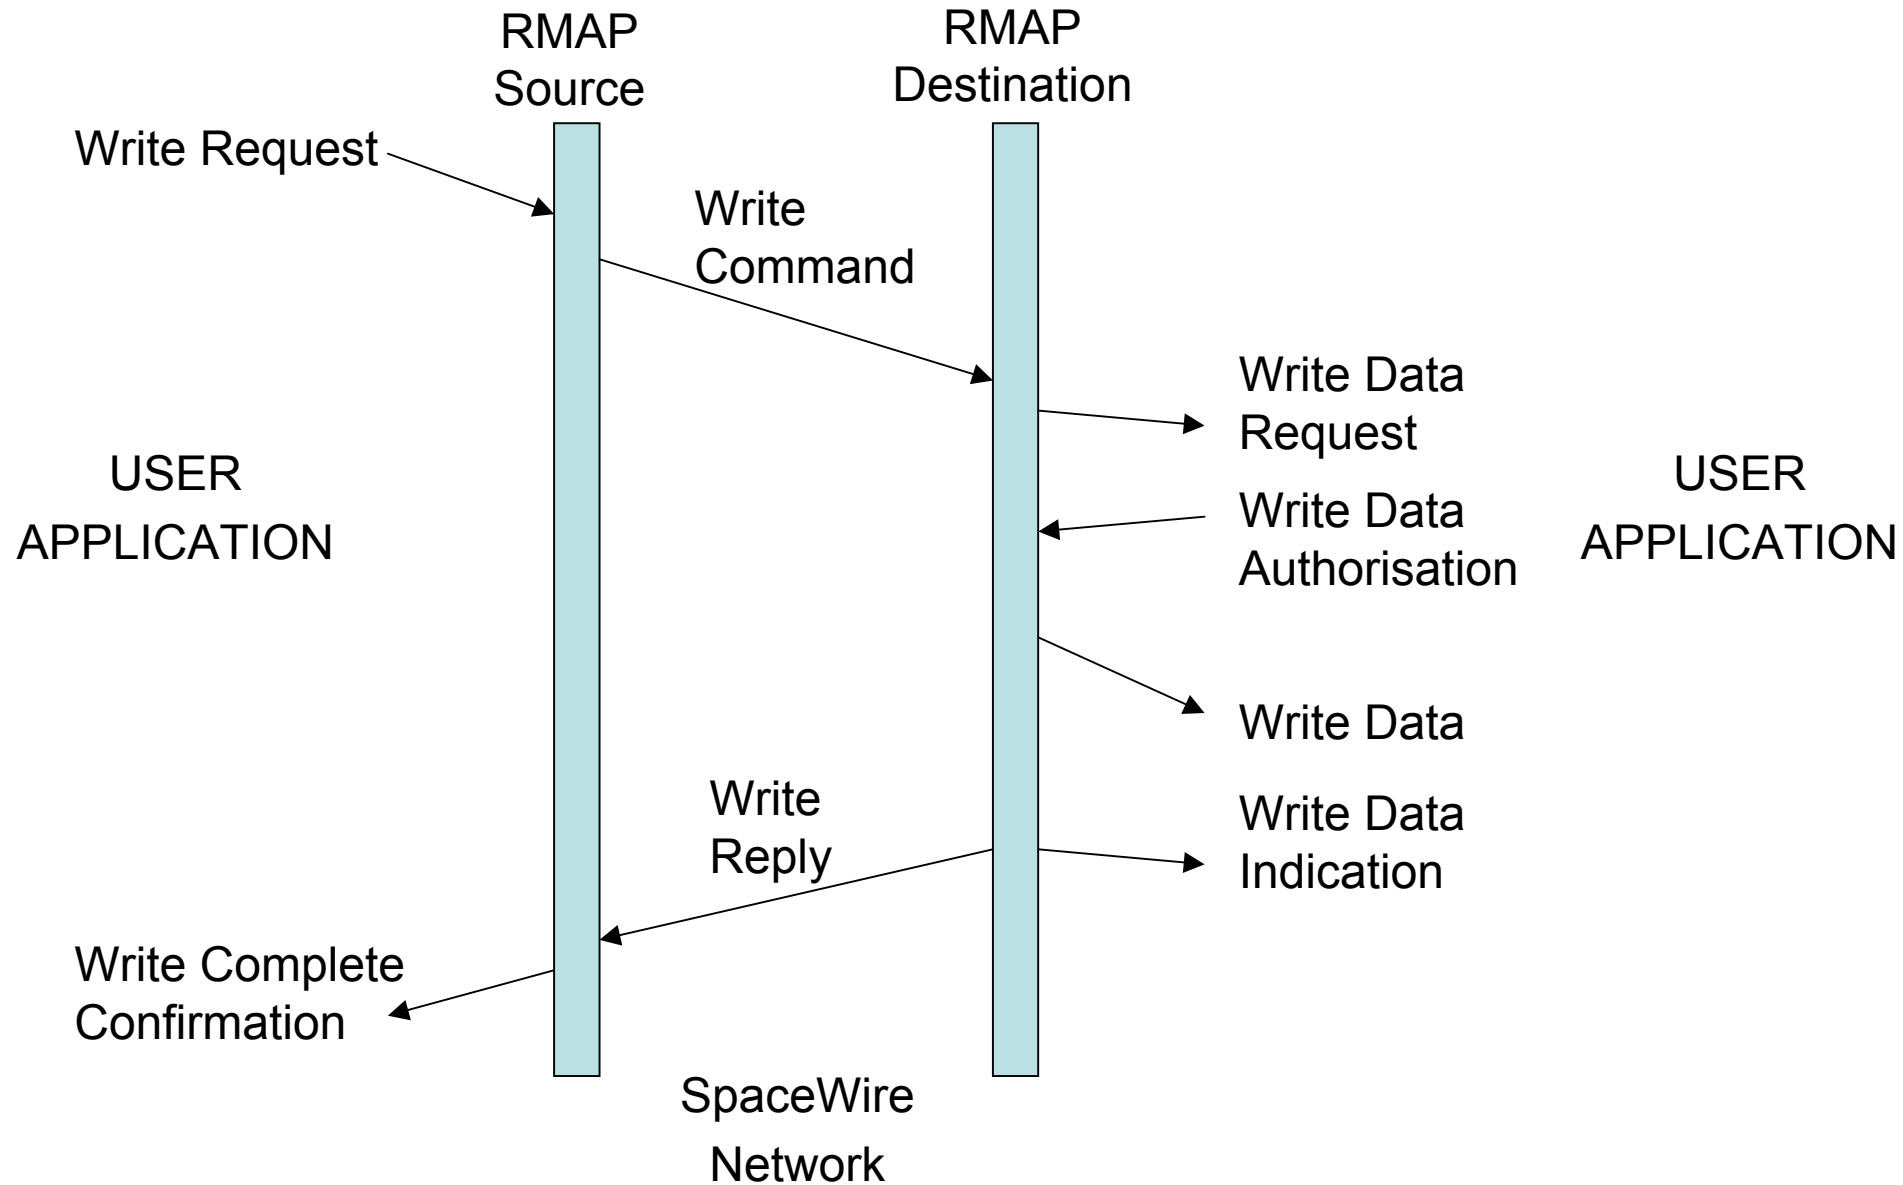 RMAP
Source
RMAP
Destination
Write Request
Write
Command
Write Data
Request
USER
APPLICATION
Write Data
Authorisation
USER
APPLICATION
Write Data
Write
Reply
Write Data
Indication
Write Complete
Confirmation
SpaceWire
Network